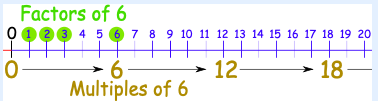 Factors of 6
0 1 2 3 4 5 6 7 8 9 10 11 12 13 14 15 16 17 18 19 20
0 6 12 18
Multiples of 6